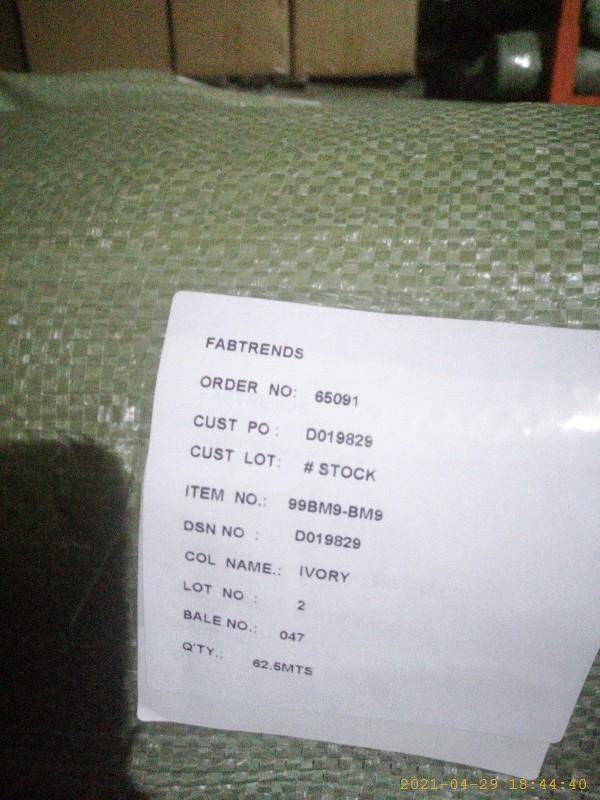 FABTRENDS
ORDER NO: 65091
CUST PO : D019829
CUST LOT: # STOCK
ITEM NO.: 99BM9-BM9
DSN NO : D019829
COL NAME.: IVORY
LOT NO : 2
BALE NO.: 047
Q'TY.: 62.5MTS
2021-04-29 18:44:40